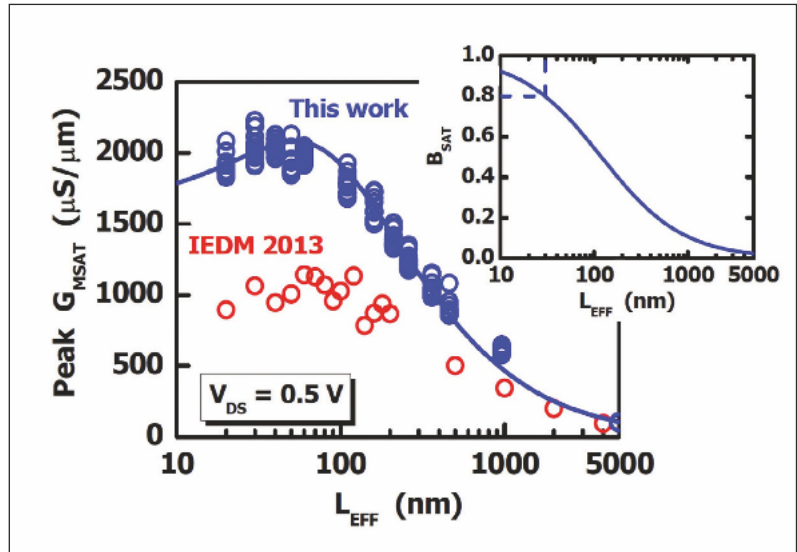 2500
2000
1500
1000
500
0
Peak G_MSAT (μS/μm)
This work
IEDM 2013
V_DS = 0.5 V
10 100 1000 5000
L_EFF (nm)
1.0
0.8
0.6
0.4
0.2
0.0
B_SAT
10 100 1000 5000
L_EFF (nm)